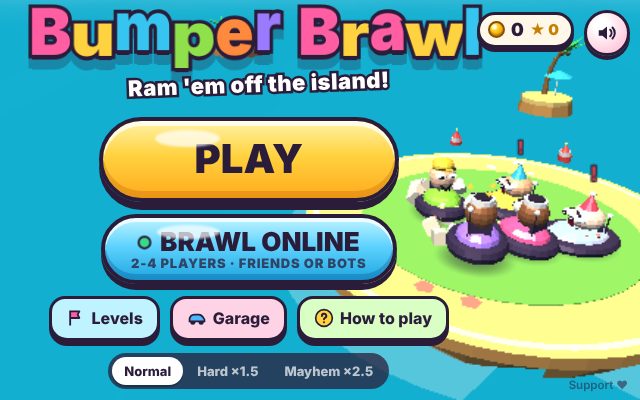 Bumper Brawl
0 ★ 0
Ram 'em off the island!
PLAY
BRAWL ONLINE
2-4 PLAYERS · FRIENDS OR BOTS
Levels
Garage
? How to play
Normal
Hard ×1.5
Mayhem ×2.5
Support ♥